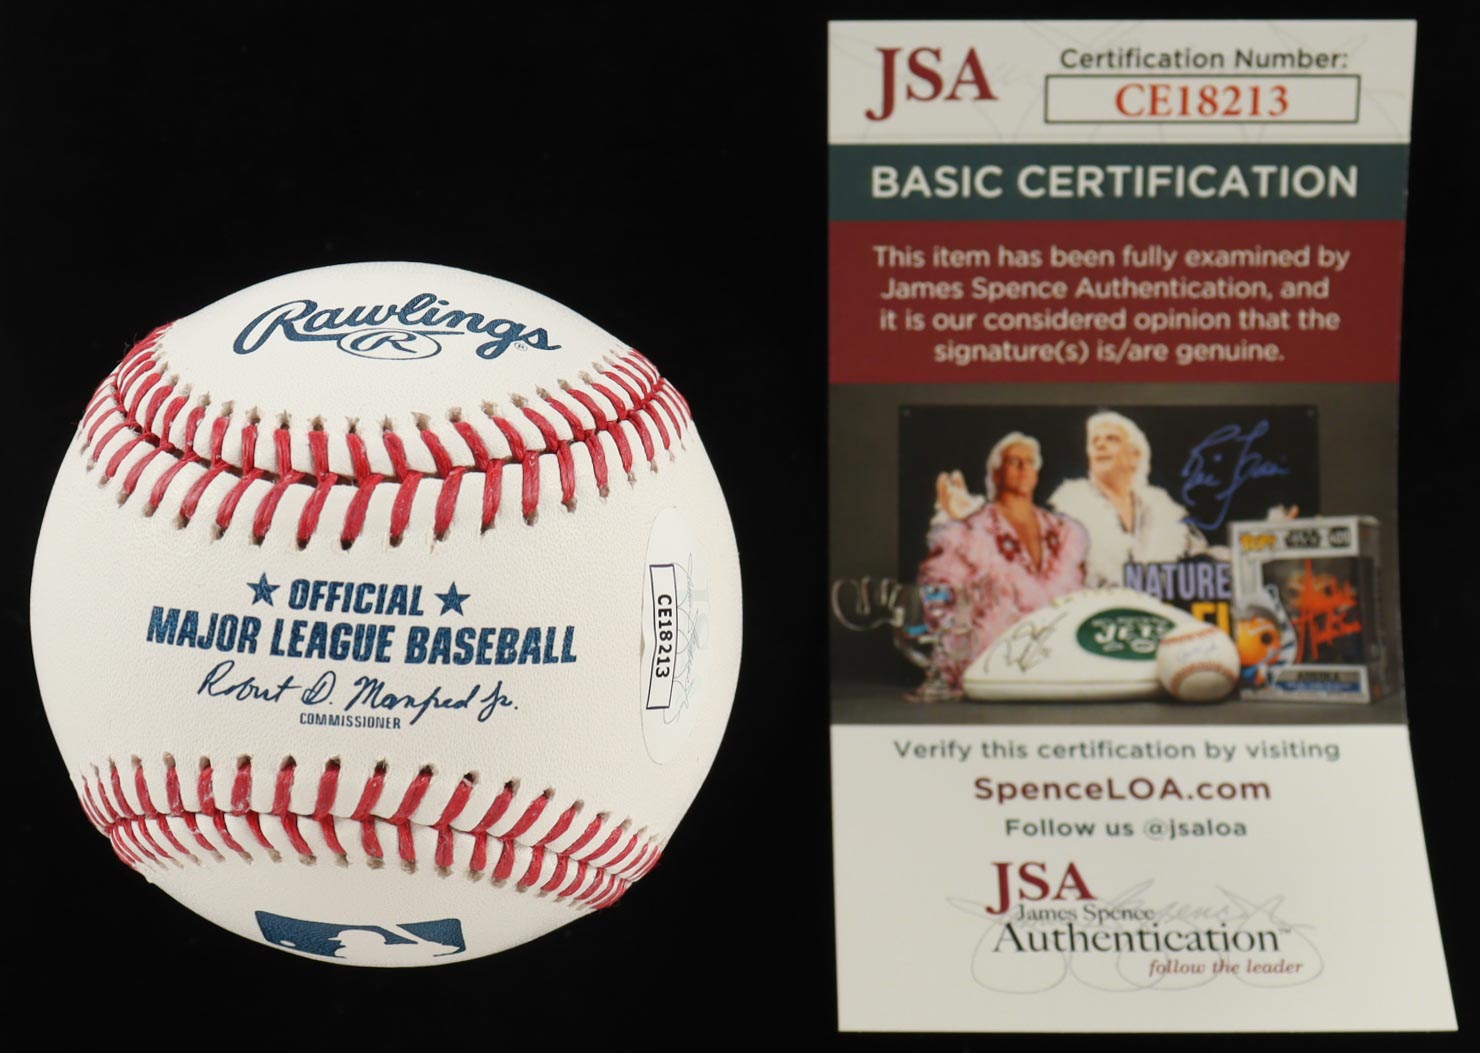 Rawlings
R
®
★ OFFICIAL ★
MAJOR LEAGUE BASEBALL
Robert D. Manfred Jr.
COMMISSIONER
CE18213
JSA
Certification Number:
CE18213
BASIC CERTIFICATION
This item has been fully examined by
James Spence Authentication, and
it is our considered opinion that the
signature(s) is/are genuine.
NATURE
JETS
Verify this certification by visiting
SpenceLOA.com
Follow us @jsaloa
JSA
James Spence
Authentication™
follow the leader